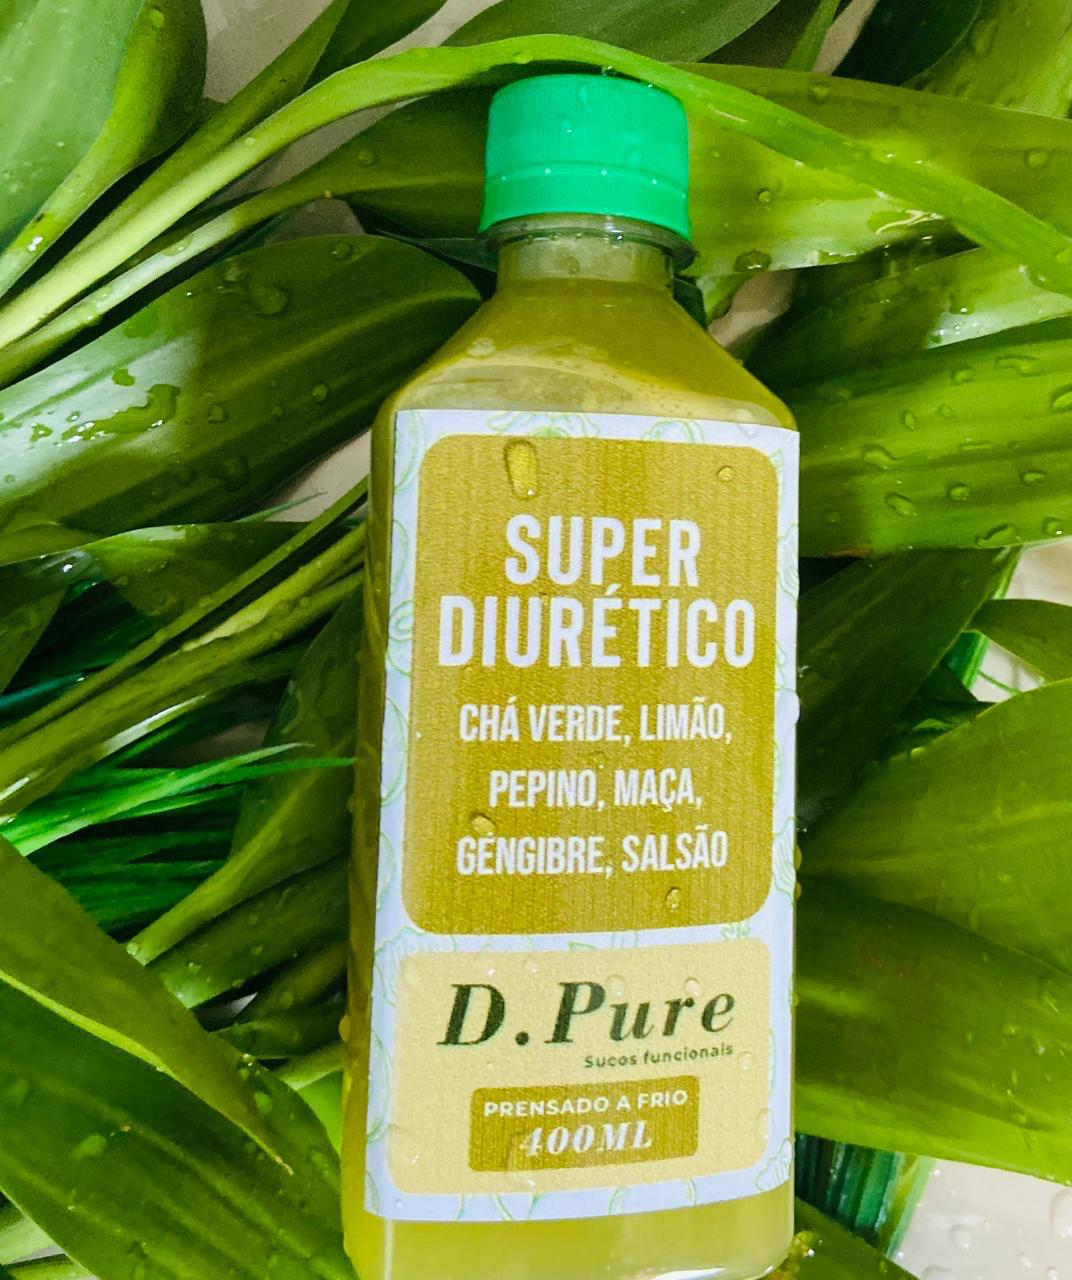 SUPER
DIURÉTICO
CHÁ VERDE, LIMÃO,
PEPINO, MAÇA,
GENGIBRE, SALSÃO
D.Pure
Sucos funcionais
PRENSADO A FRIO
400ML